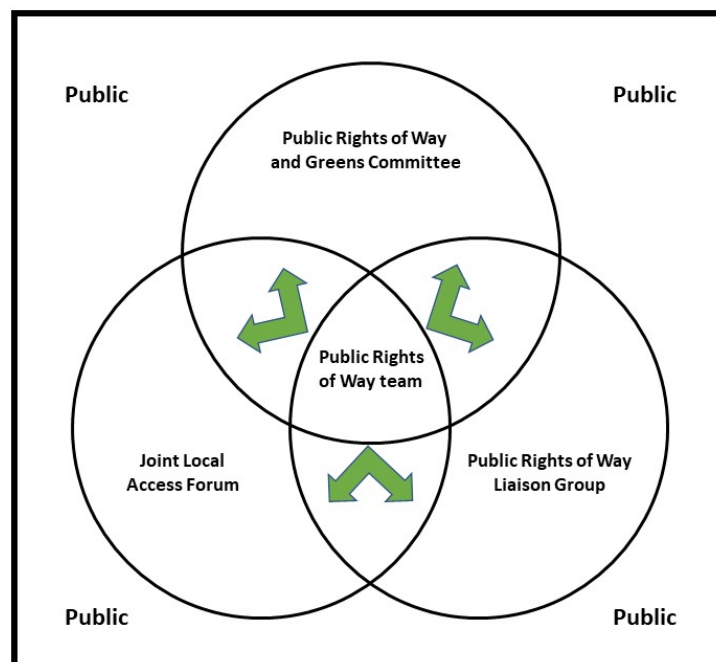 Public
Public
Public Rights of Way
and Greens Committee
Public Rights
of Way team
Joint Local
Access Forum
Public Rights of Way
Liaison Group
Public
Public